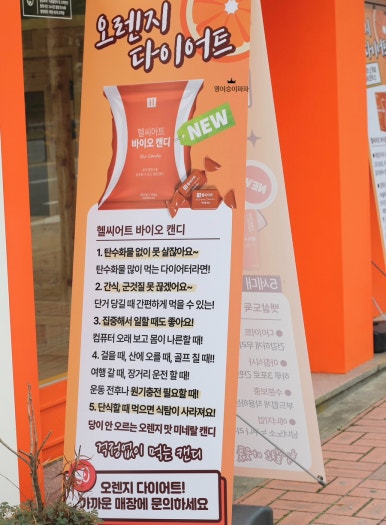 오렌지
다이어트
명이승이파파
헬씨어트
바이오 캔디
Bio Candy
NEW
헬씨어트 바이오 캔디
1. 탄수화물 없이 못 살잖아요~
탄수화물 많이 먹는 다이어터라면!
2. 간식, 군것질 못 끊겠어요~
단거 당길 때 간편하게 먹을 수 있는!
3. 집중해서 일할 때도 좋아요!
컴퓨터 오래 보고 몸이 나른할 때!
4. 걸을 때, 산에 오를 때, 골프 칠 때!!
여행 갈 때, 장거리 운전 할 때!
운동 전후나 원기충전 필요할 때!
5. 단식할 때 먹으면 식탐이 사라져요!
당이 안 오르는 오렌지 맛 미네랄 캔디
걱정없이 먹는 캔디
오렌지 다이어트!
가까운 매장에 문의하세요